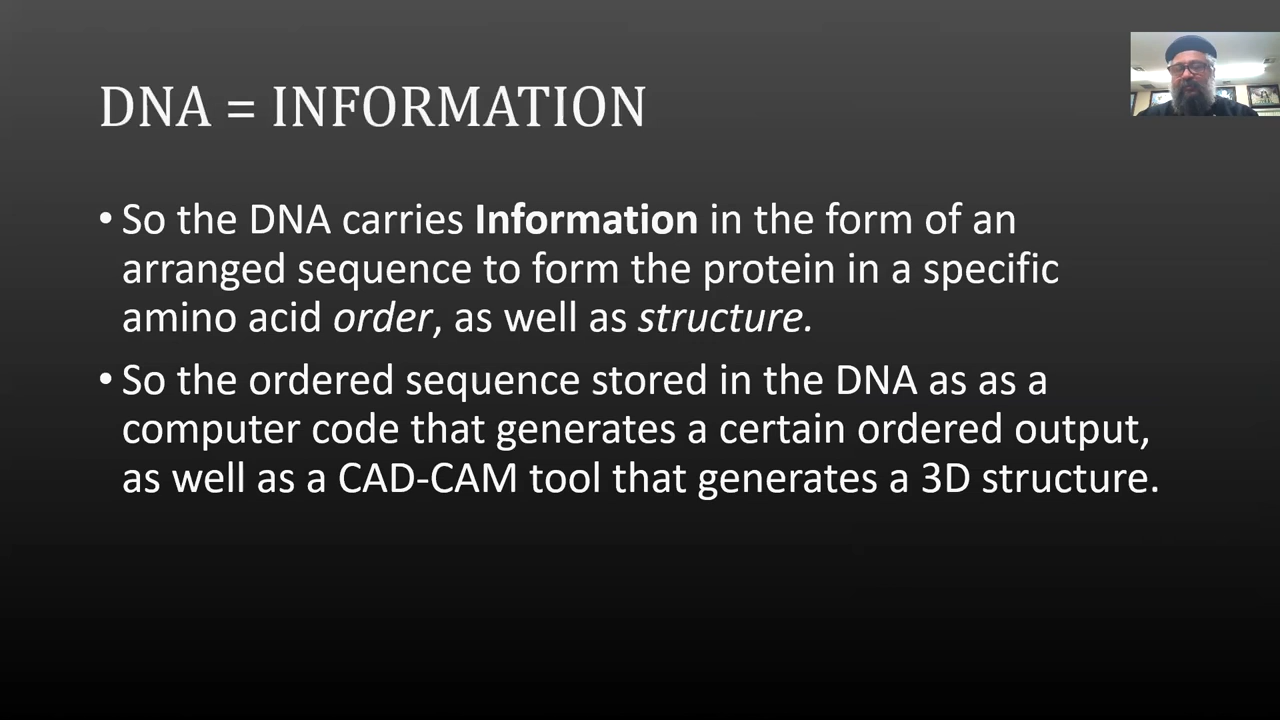 DNA = INFORMATION
• So the DNA carries Information in the form of an
arranged sequence to form the protein in a specific
amino acid order, as well as structure.
• So the ordered sequence stored in the DNA as as a
computer code that generates a certain ordered output,
as well as a CAD-CAM tool that generates a 3D structure.